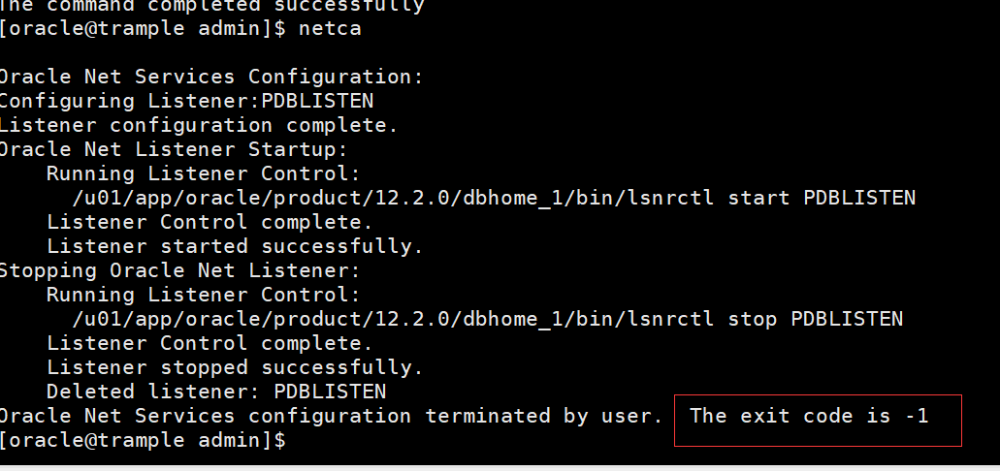 The command completed successfully
[oracle@trample admin]$ netca
Oracle Net Services Configuration:
Configuring Listener:PDBLISTEN
Listener configuration complete.
Oracle Net Listener Startup:
Running Listener Control:
/u01/app/oracle/product/12.2.0/dbhome_1/bin/lsnrctl start PDBLISTEN
Listener Control complete.
Listener started successfully.
Stopping Oracle Net Listener:
Running Listener Control:
/u01/app/oracle/product/12.2.0/dbhome_1/bin/lsnrctl stop PDBLISTEN
Listener Control complete.
Listener stopped successfully.
Deleted listener: PDBLISTEN
Oracle Net Services configuration terminated by user. The exit code is -1
[oracle@trample admin]$